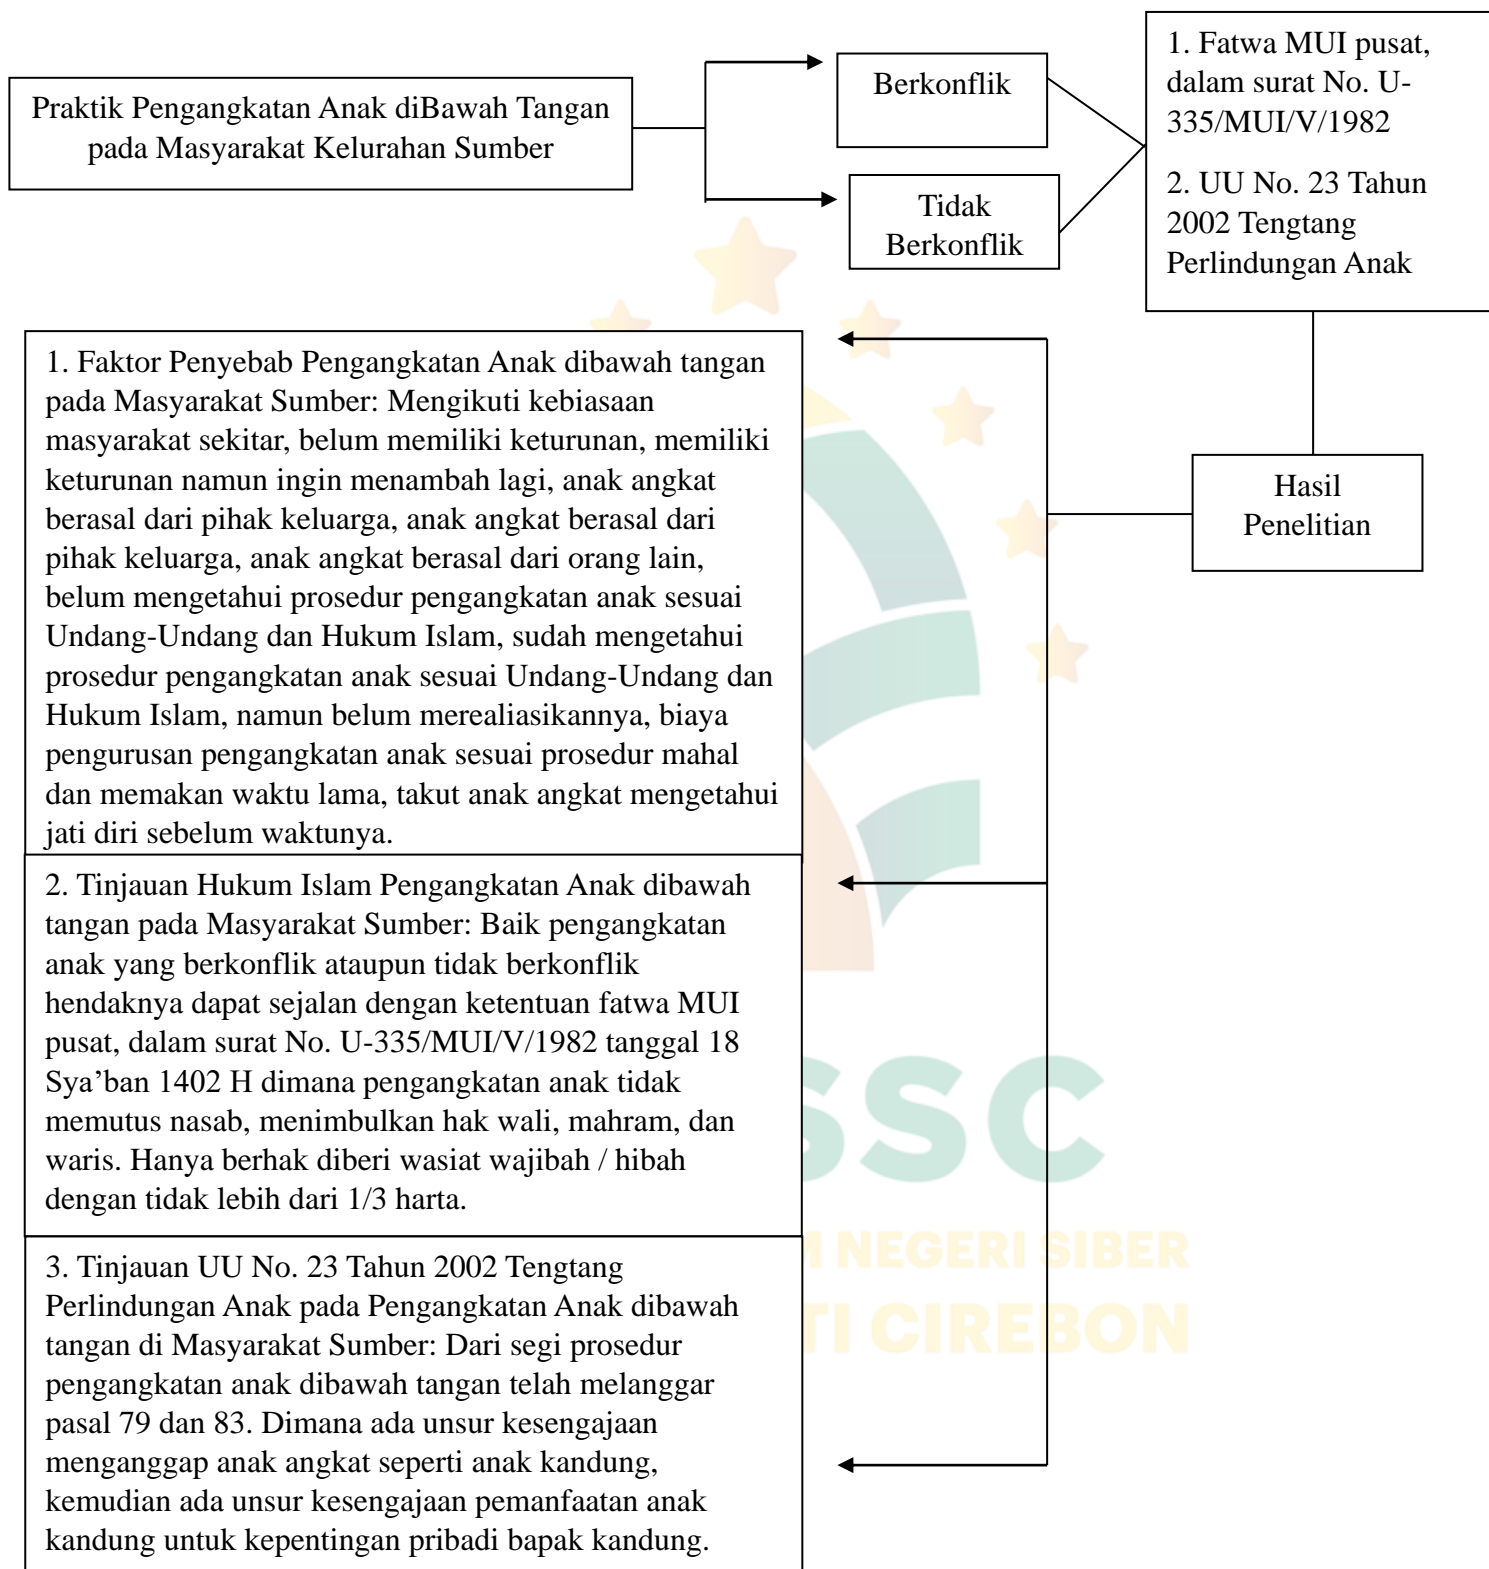 Praktik Pengangkatan Anak diBawah Tangan
pada Masyarakat Kelurahan Sumber
Berkonflik
Tidak
Berkonflik
1. Fatwa MUI pusat,
dalam surat No. U-
335/MUI/V/1982
2. UU No. 23 Tahun
2002 Tengtang
Perlindungan Anak
Hasil
Penelitian
1. Faktor Penyebab Pengangkatan Anak dibawah tangan
pada Masyarakat Sumber: Mengikuti kebiasaan
masyarakat sekitar, belum memiliki keturunan, memiliki
keturunan namun ingin menambah lagi, anak angkat
berasal dari pihak keluarga, anak angkat berasal dari
pihak keluarga, anak angkat berasal dari orang lain,
belum mengetahui prosedur pengangkatan anak sesuai
Undang-Undang dan Hukum Islam, sudah mengetahui
prosedur pengangkatan anak sesuai Undang-Undang dan
Hukum Islam, namun belum merealiasikannya, biaya
pengurusan pengangkatan anak sesuai prosedur mahal
dan memakan waktu lama, takut anak angkat mengetahui
jati diri sebelum waktunya.
2. Tinjauan Hukum Islam Pengangkatan Anak dibawah
tangan pada Masyarakat Sumber: Baik pengangkatan
anak yang berkonflik ataupun tidak berkonflik
hendaknya dapat sejalan dengan ketentuan fatwa MUI
pusat, dalam surat No. U-335/MUI/V/1982 tanggal 18
Sya’ban 1402 H dimana pengangkatan anak tidak
memutus nasab, menimbulkan hak wali, mahram, dan
waris. Hanya berhak diberi wasiat wajibah / hibah
dengan tidak lebih dari 1/3 harta.
3. Tinjauan UU No. 23 Tahun 2002 Tengtang
Perlindungan Anak pada Pengangkatan Anak dibawah
tangan di Masyarakat Sumber: Dari segi prosedur
pengangkatan anak dibawah tangan telah melanggar
pasal 79 dan 83. Dimana ada unsur kesengajaan
menganggap anak angkat seperti anak kandung,
kemudian ada unsur kesengajaan pemanfaatan anak
kandung untuk kepentingan pribadi bapak kandung.
SSC
M NEGERI SIBER
TI CIREBON